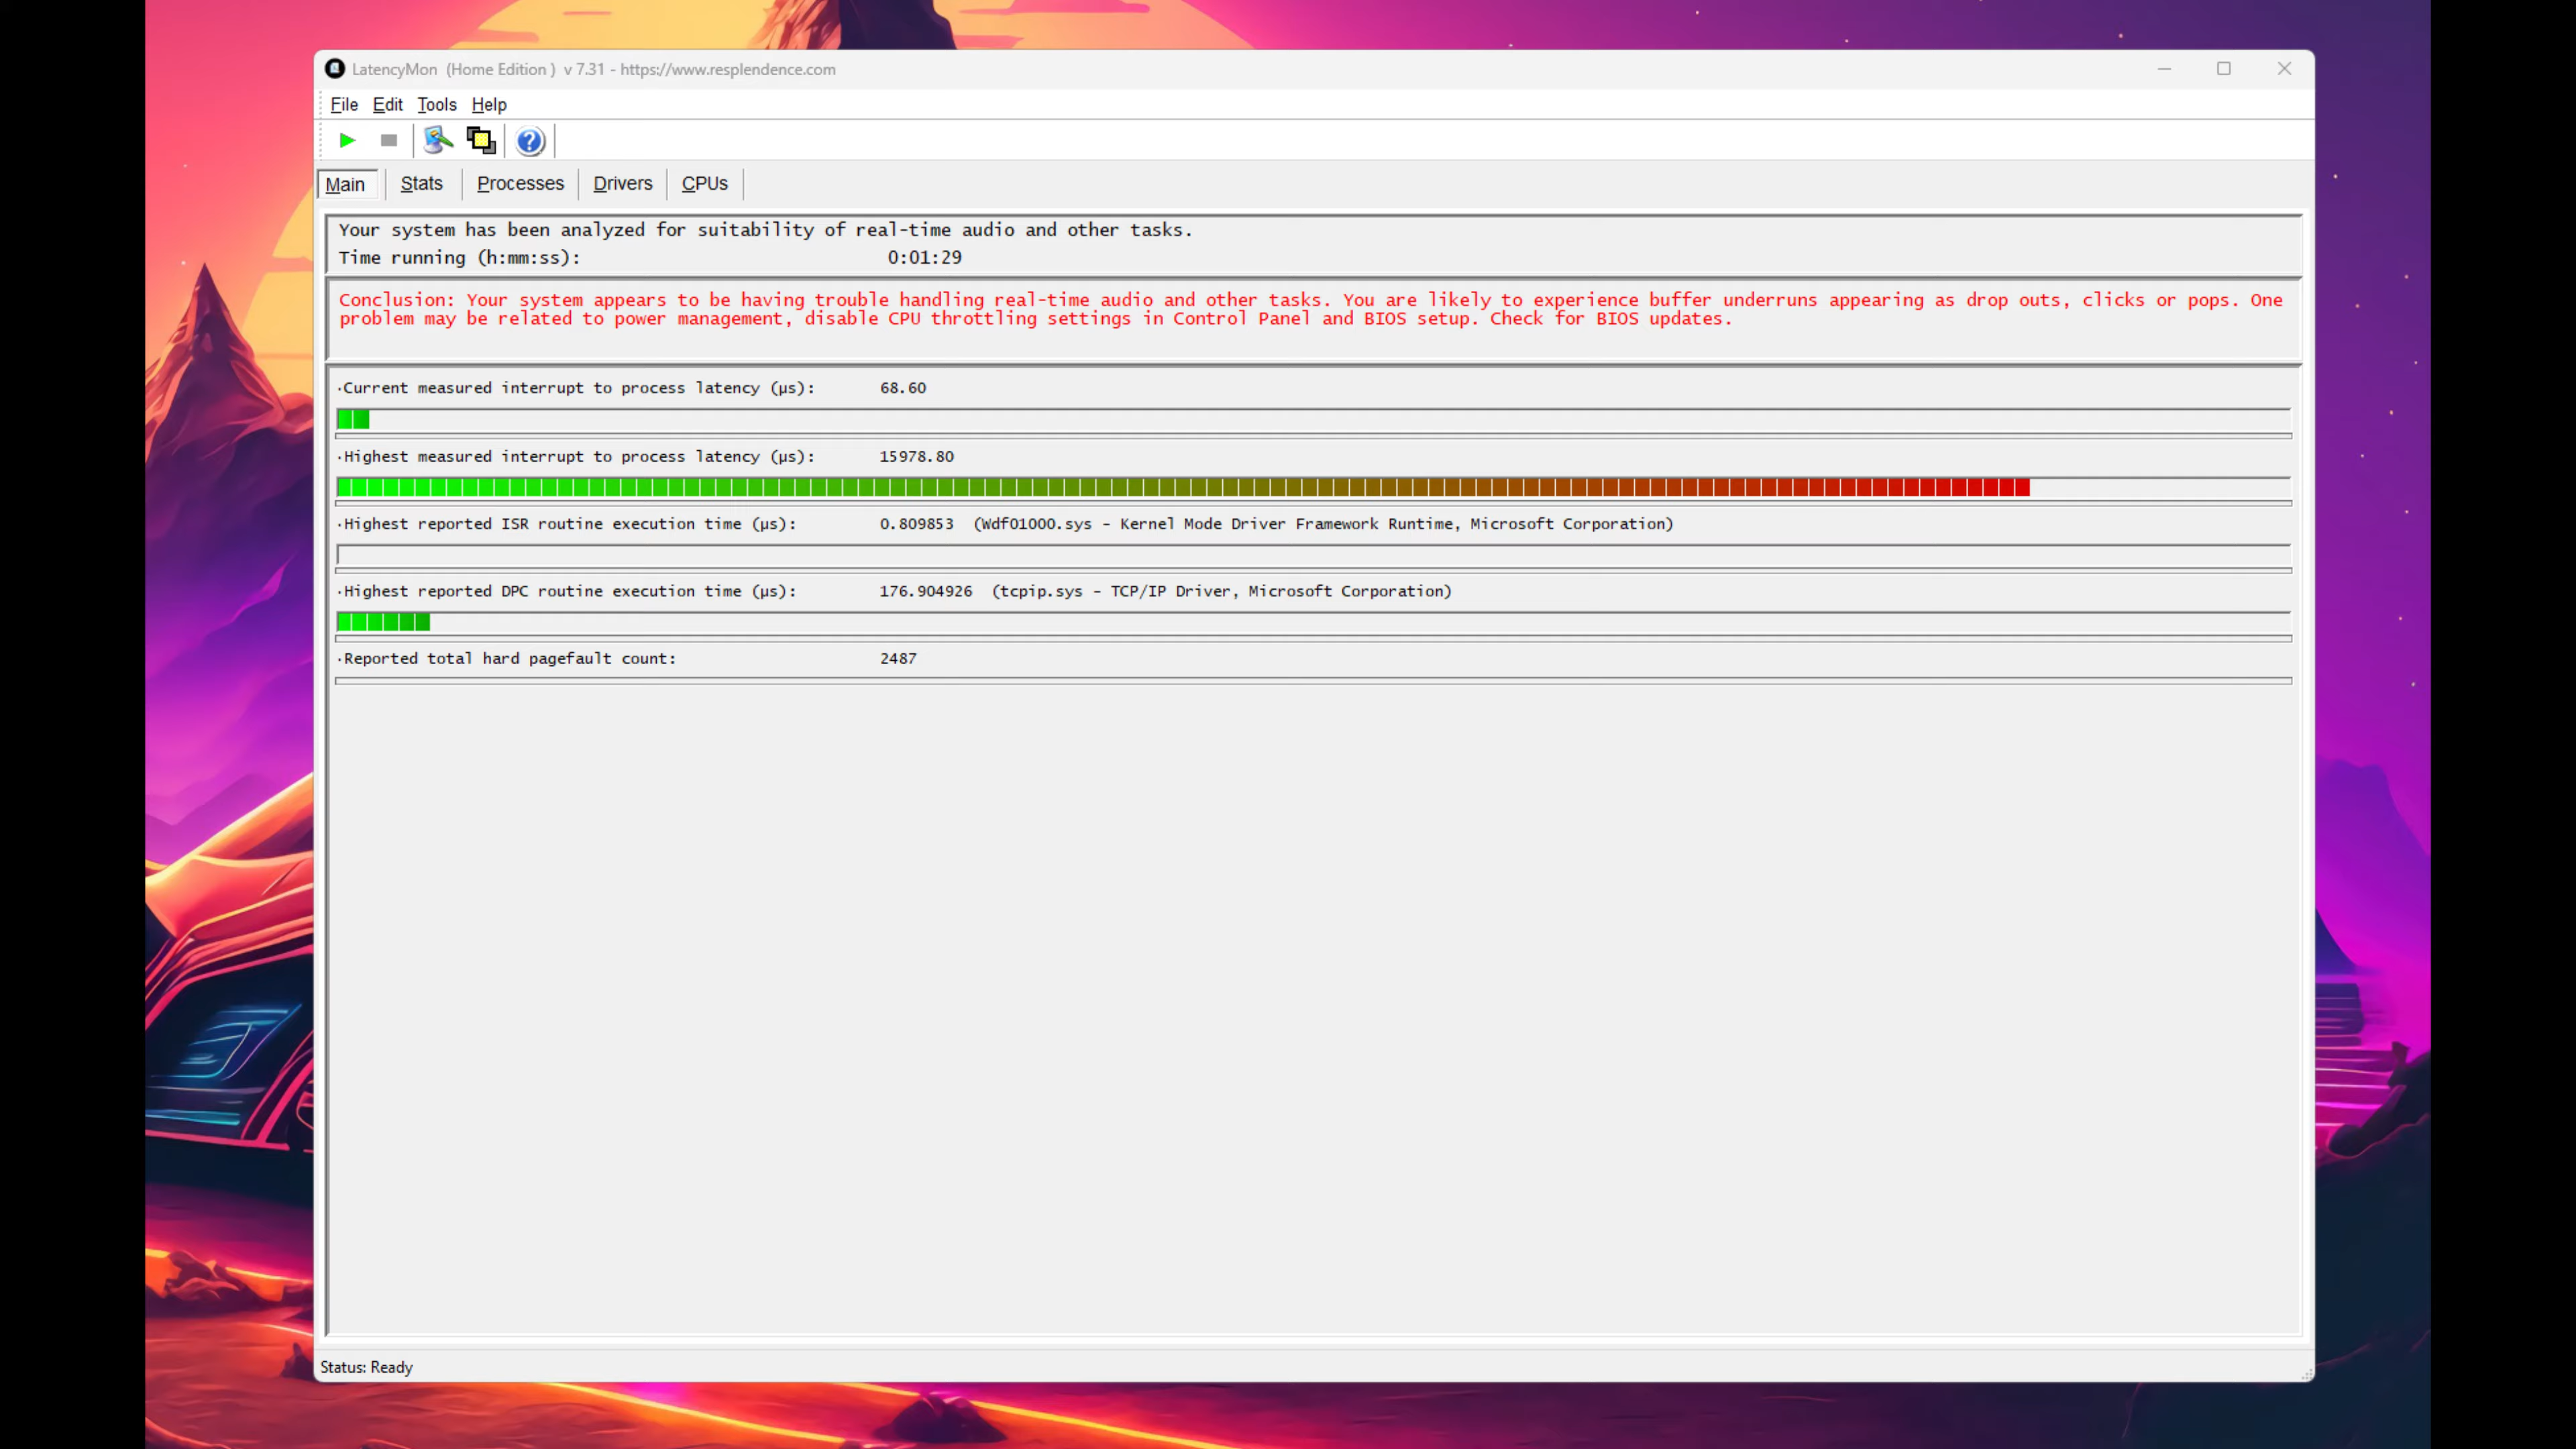 LatencyMon (Home Edition ) v 7.31 - https://www.resplendence.com
File Edit Tools Help
Main Stats Processes Drivers CPUs
Your system has been analyzed for suitability of real-time audio and other tasks.
Time running (h:mm:ss): 0:01:29
Conclusion: Your system appears to be having trouble handling real-time audio and other tasks. You are likely to experience buffer underruns appearing as drop outs, clicks or pops. One
problem may be related to power management, disable CPU throttling settings in Control Panel and BIOS setup. Check for BIOS updates.
·Current measured interrupt to process latency (µs): 68.60
·Highest measured interrupt to process latency (µs): 15978.80
·Highest reported ISR routine execution time (µs): 0.809853 (Wdf01000.sys - Kernel Mode Driver Framework Runtime, Microsoft Corporation)
·Highest reported DPC routine execution time (µs): 176.904926 (tcpip.sys - TCP/IP Driver, Microsoft Corporation)
·Reported total hard pagefault count: 2487
Status: Ready